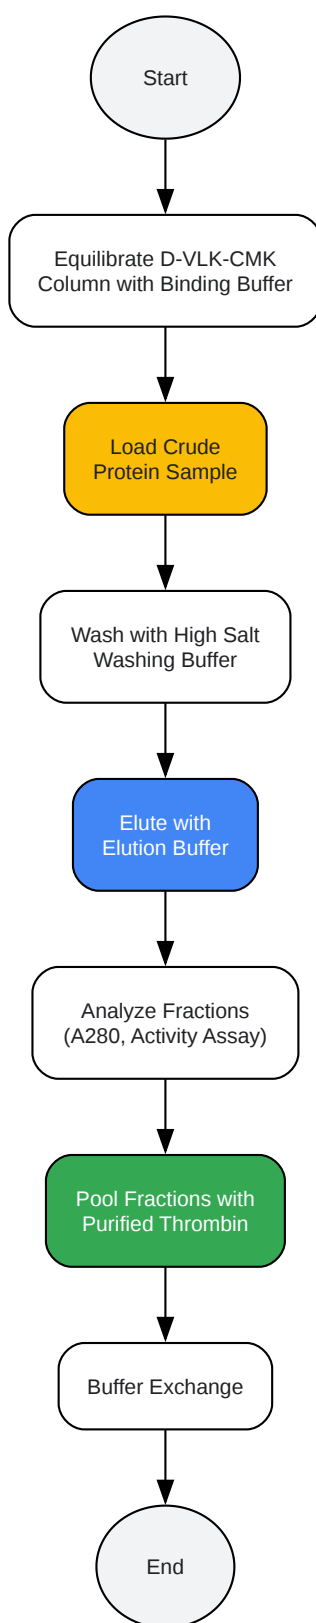 Start
Equilibrate D-VLK-CMK
Column with Binding Buffer
Load Crude
Protein Sample
Wash with High Salt
Washing Buffer
Elute with
Elution Buffer
Analyze Fractions
(A280, Activity Assay)
Pool Fractions with
Purified Thrombin
Buffer Exchange
End